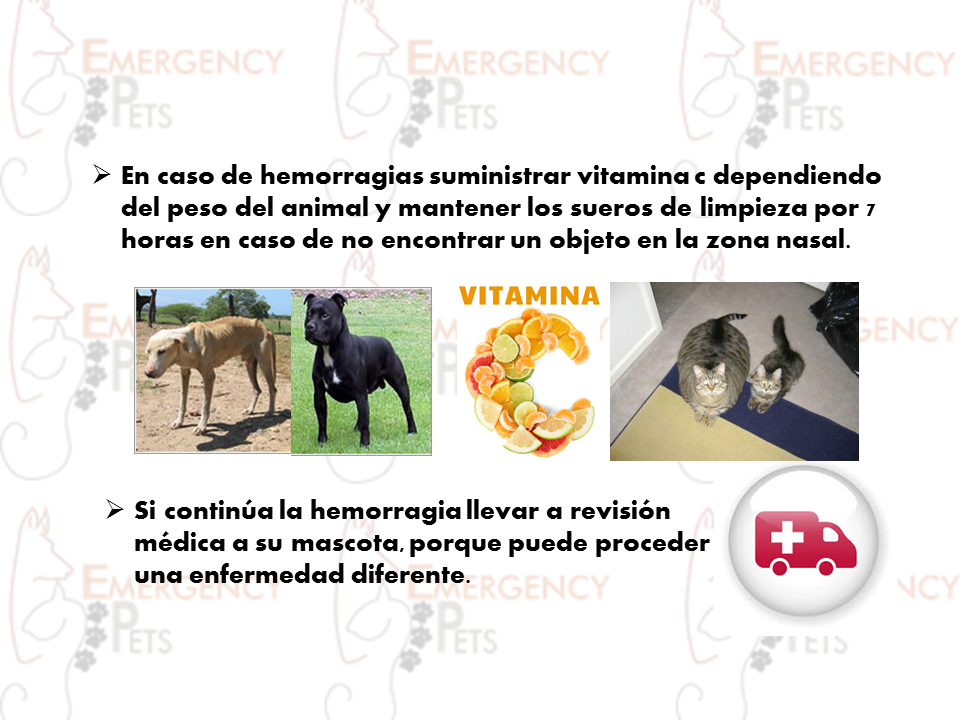 EMERGENCY PETS
EMERGENCY PETS
EMERGENCY PETS
➢ En caso de hemorragias suministrar vitamina c dependiendo
del peso del animal y mantener los sueros de limpieza por 7
horas en caso de no encontrar un objeto en la zona nasal.
VITAMINA
C
➢ Si continúa la hemorragia llevar a revisión
médica a su mascota, porque puede proceder
una enfermedad diferente.
EMERGENCY
PETS
EMERGENCY
PETS
PETS